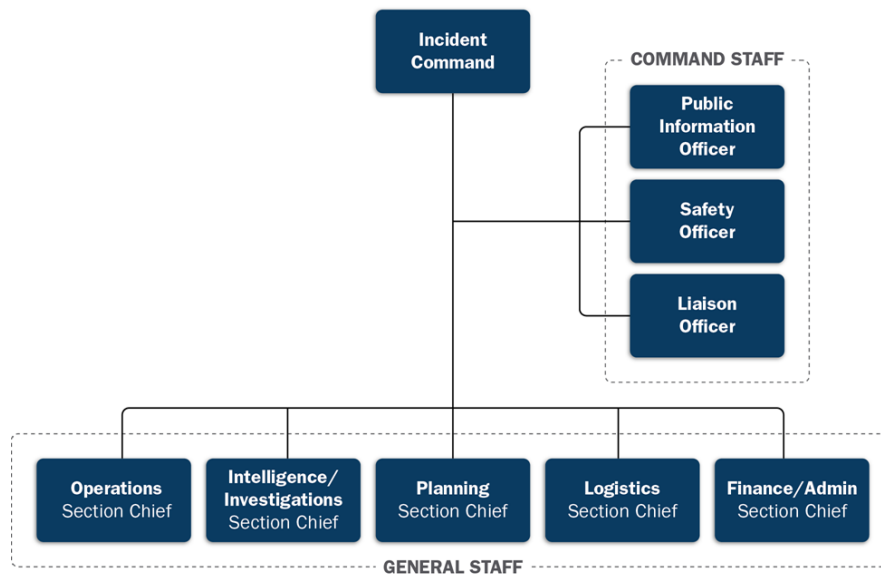 Incident
Command
COMMAND STAFF
Public
Information
Officer
Safety
Officer
Liaison
Officer
Operations
Section Chief
Intelligence/
Investigations
Section Chief
Planning
Section Chief
Logistics
Section Chief
Finance/Admin
Section Chief
GENERAL STAFF